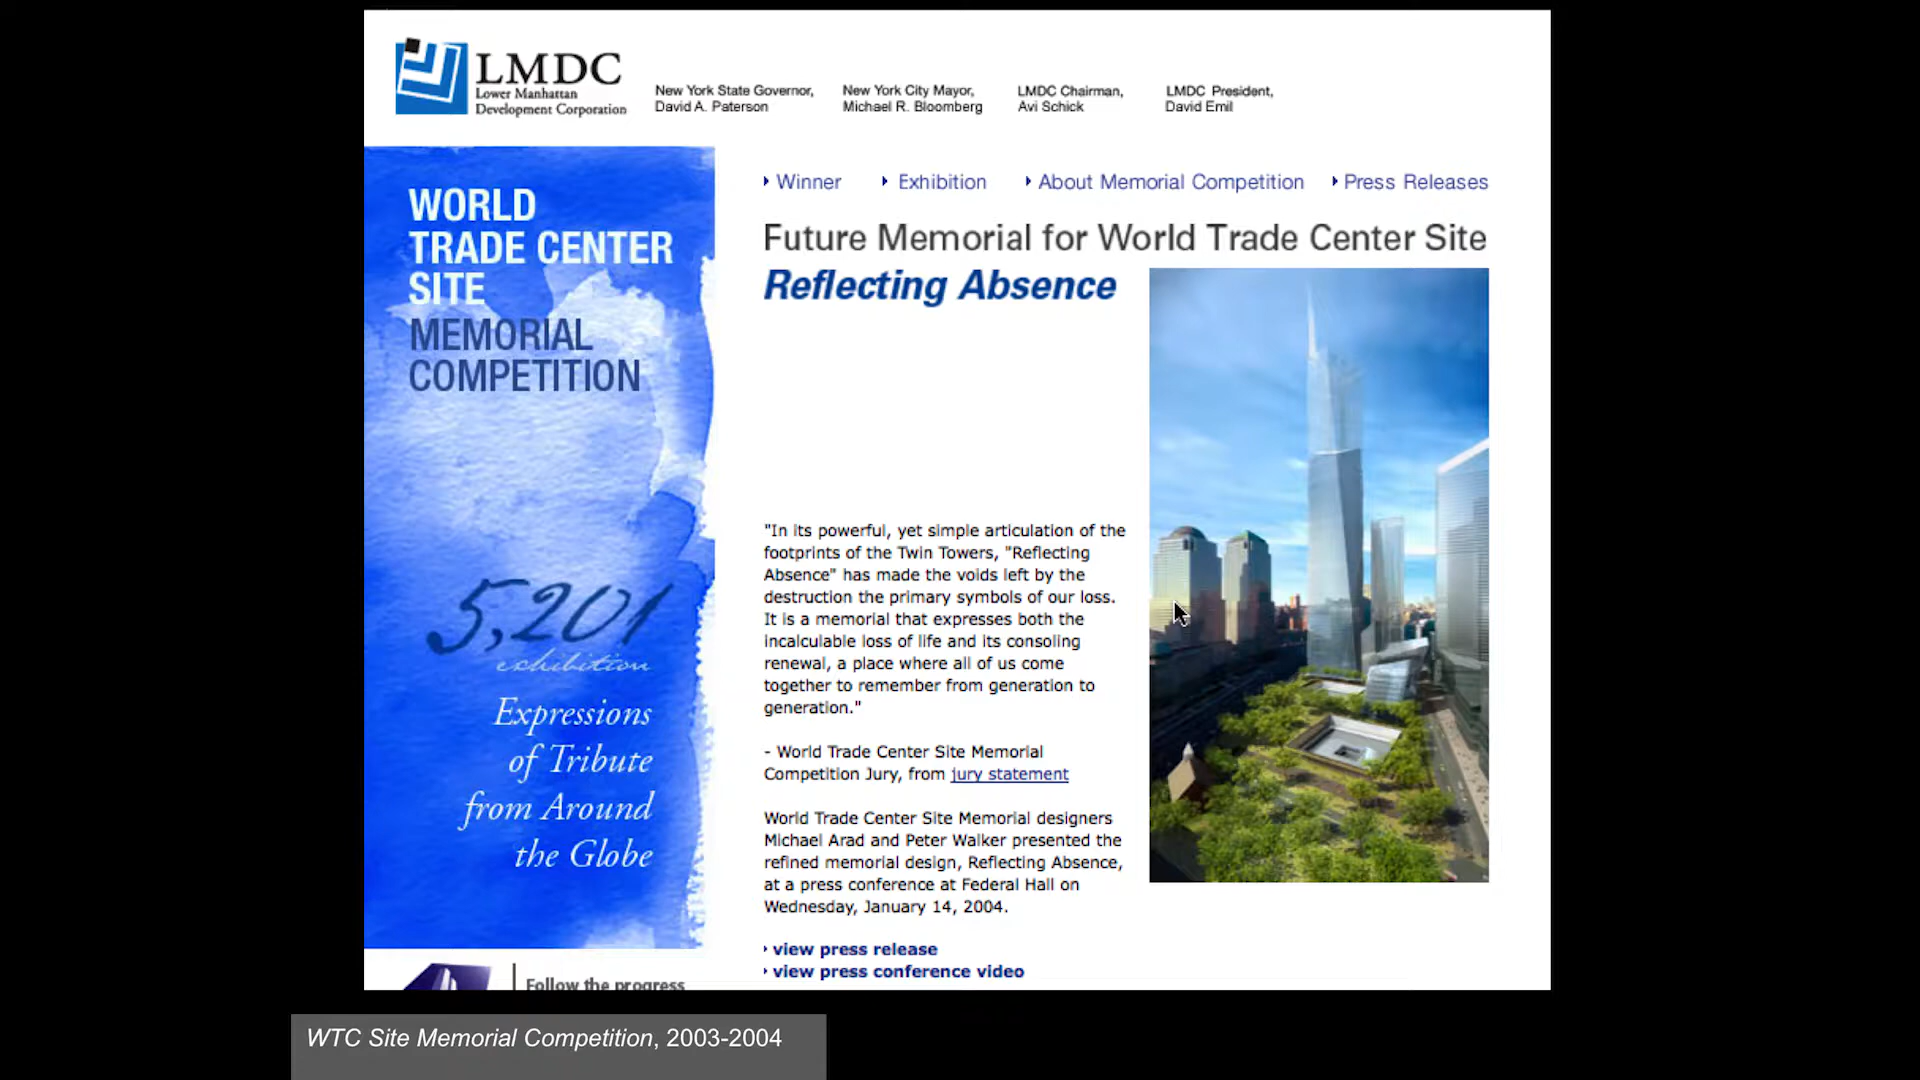 LMDC
Lower Manhattan
Development Corporation
New York State Governor,
David A. Paterson
New York City Mayor,
Michael R. Bloomberg
LMDC Chairman,
Avi Schick
LMDC President,
David Emil
WORLD
TRADE CENTER
SITE
MEMORIAL
COMPETITION
5,201
exhibition
Expressions
of Tribute
from Around
the Globe
Winner
Exhibition
About Memorial Competition
Press Releases
Future Memorial for World Trade Center Site
Reflecting Absence
"In its powerful, yet simple articulation of the
footprints of the Twin Towers, "Reflecting
Absence" has made the voids left by the
destruction the primary symbols of our loss.
It is a memorial that expresses both the
incalculable loss of life and its consoling
renewal, a place where all of us come
together to remember from generation to
generation."
- World Trade Center Site Memorial
Competition Jury, from jury statement
World Trade Center Site Memorial designers
Michael Arad and Peter Walker presented the
refined memorial design, Reflecting Absence,
at a press conference at Federal Hall on
Wednesday, January 14, 2004.
view press release
view press conference video
Follow the progress
WTC Site Memorial Competition, 2003-2004